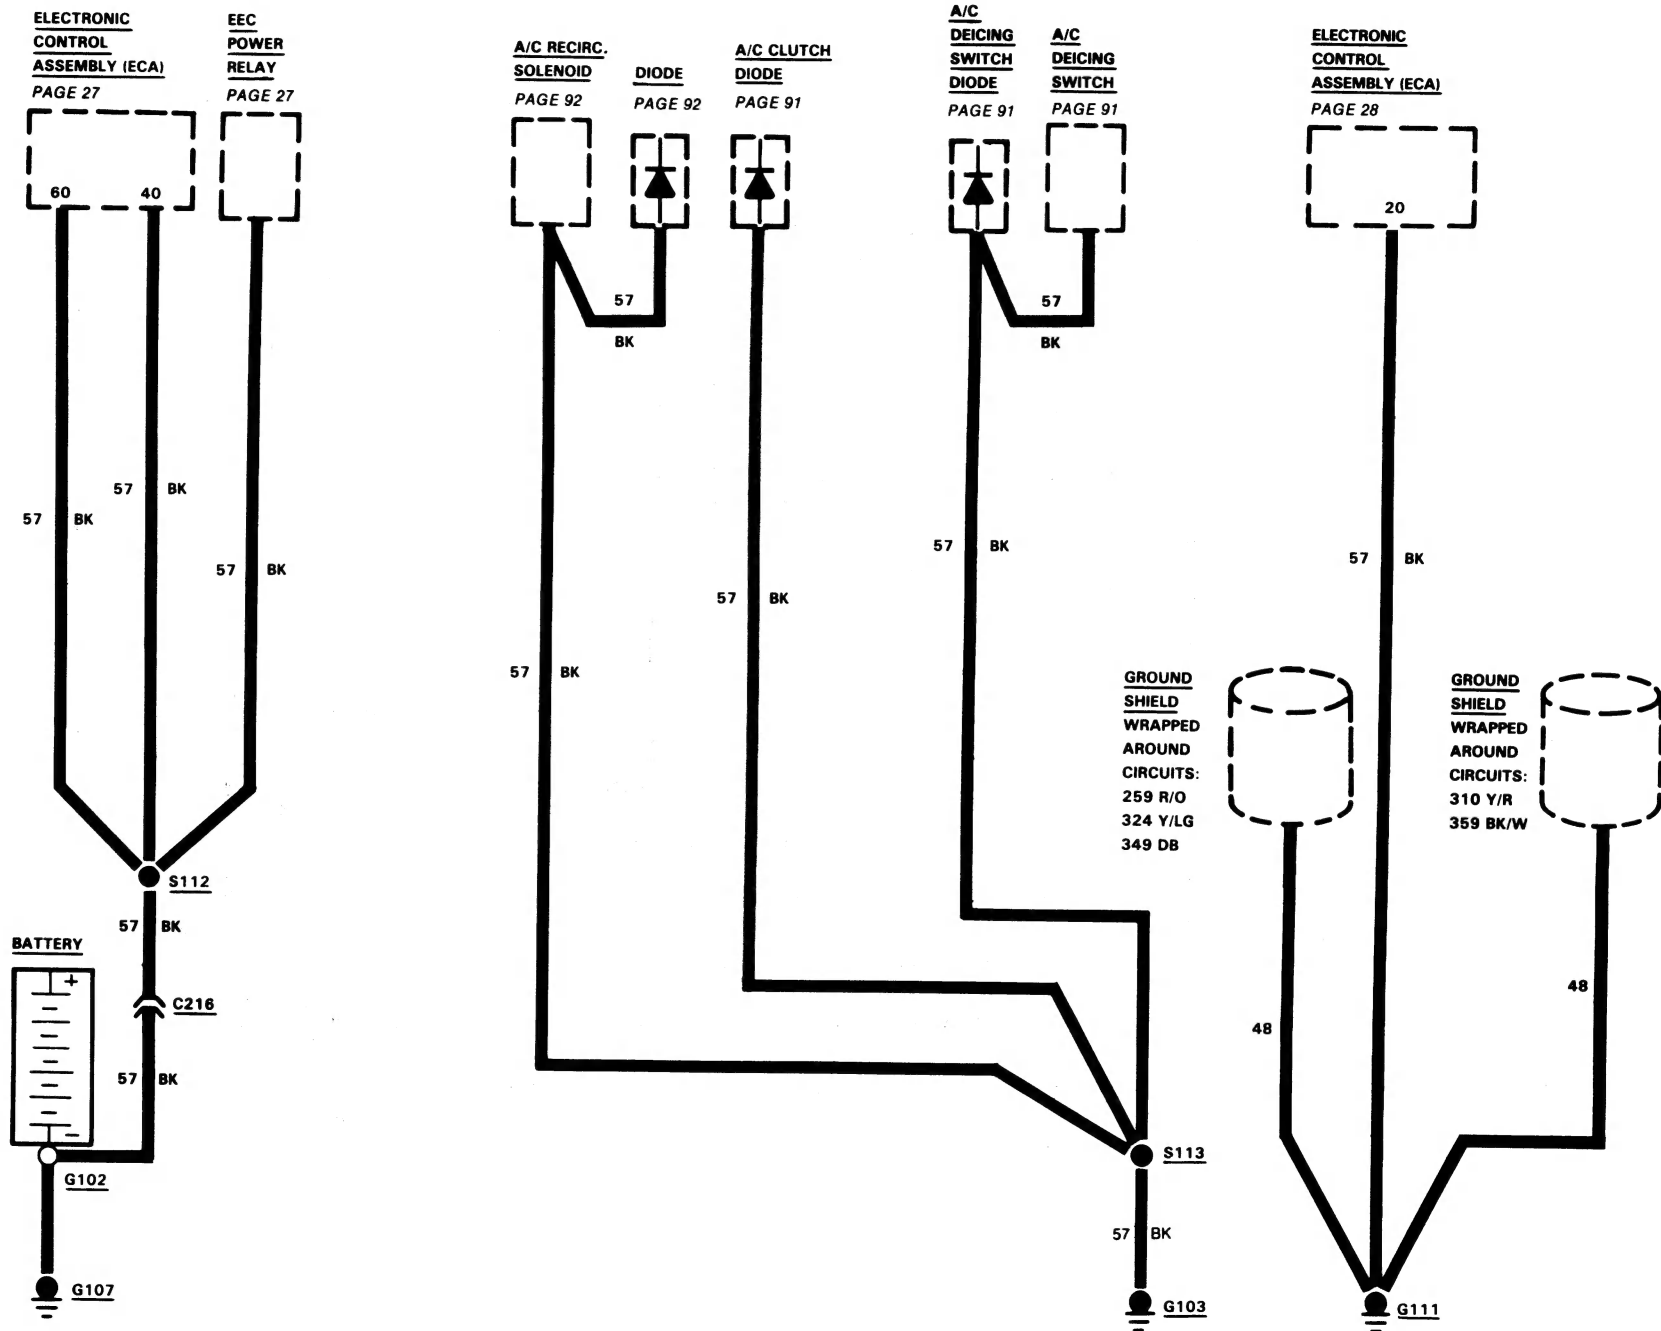 ELECTRONIC
CONTROL
ASSEMBLY (ECA)
PAGE 27
60
40
EEC
POWER
RELAY
PAGE 27
A/C RECIRC.
SOLENOID
PAGE 92
DIODE
PAGE 92
A/C CLUTCH
DIODE
PAGE 91
A/C
DEICING
SWITCH
DIODE
PAGE 91
A/C
DEICING
SWITCH
PAGE 91
ELECTRONIC
CONTROL
ASSEMBLY (ECA)
PAGE 28
20
57
BK
57
BK
57 BK
57 BK
57 BK
57 BK
57 BK
57 BK
57 BK
GROUND
SHIELD
WRAPPED
AROUND
CIRCUITS:
259 R/O
324 Y/LG
349 DB
GROUND
SHIELD
WRAPPED
AROUND
CIRCUITS:
310 Y/R
359 BK/W
S112
57 BK
BATTERY
+
C216
57 BK
−
G102
G107
48
48
S113
57 BK
G103
G111